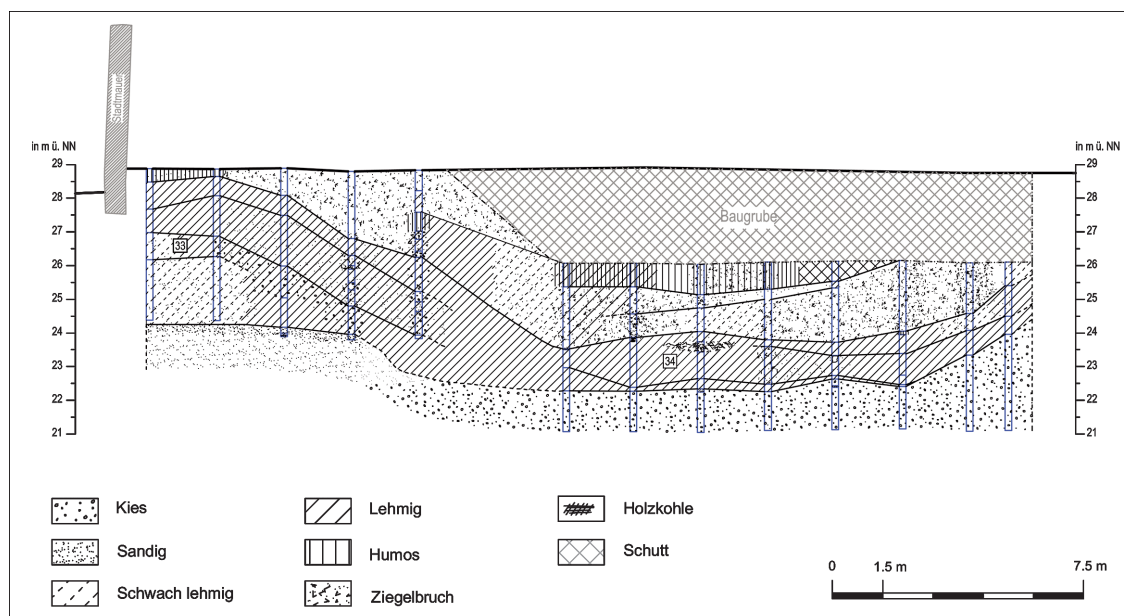 Stadtmauer
in m ü. NN
in m ü. NN
29
28
27
26
25
24
23
22
21
29
28
27
26
25
24
23
22
21
33
Baugrube
34
Kies
Sandig
Schwach lehmig
Lehmig
Humos
Ziegelbruch
Holzkohle
Schutt
0
1.5 m
7.5 m